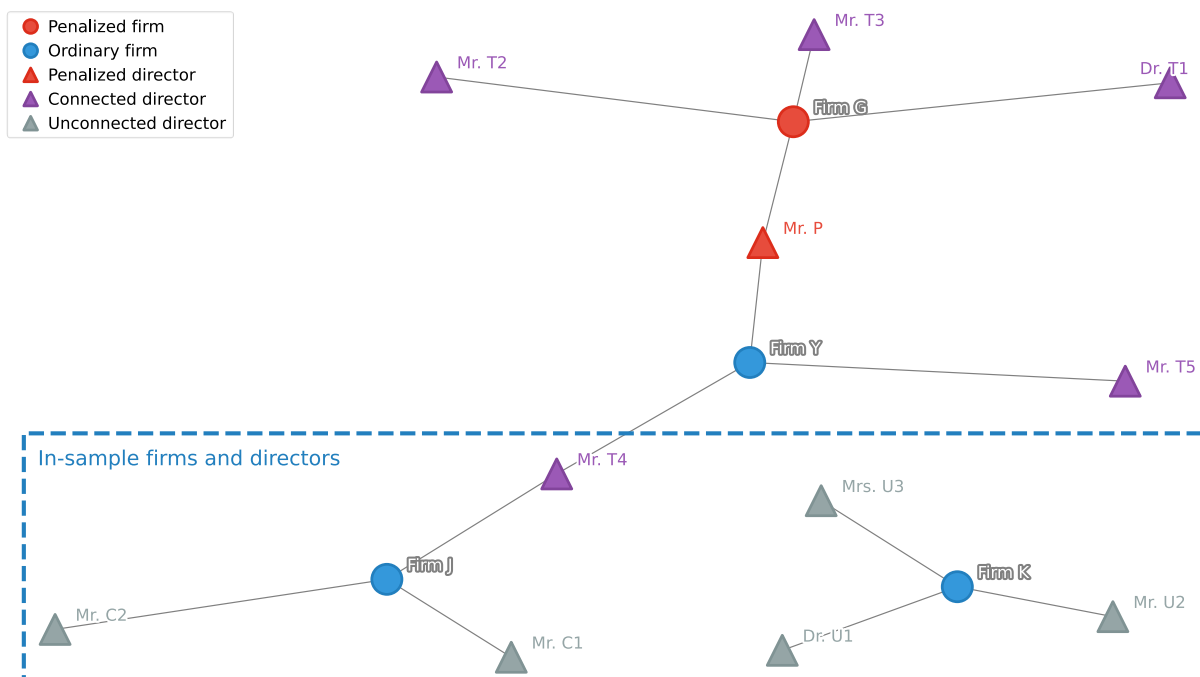 Penalized firm
Ordinary firm
Penalized director
Connected director
Unconnected director
Mr. T3
Mr. T2
Dr. T1
Firm G
Mr. P
Firm Y
Mr. T5
In-sample firms and directors
Mr. T4
Mrs. U3
Firm J
Firm K
Mr. C2
Mr. U2
Dr. U1
Mr. C1